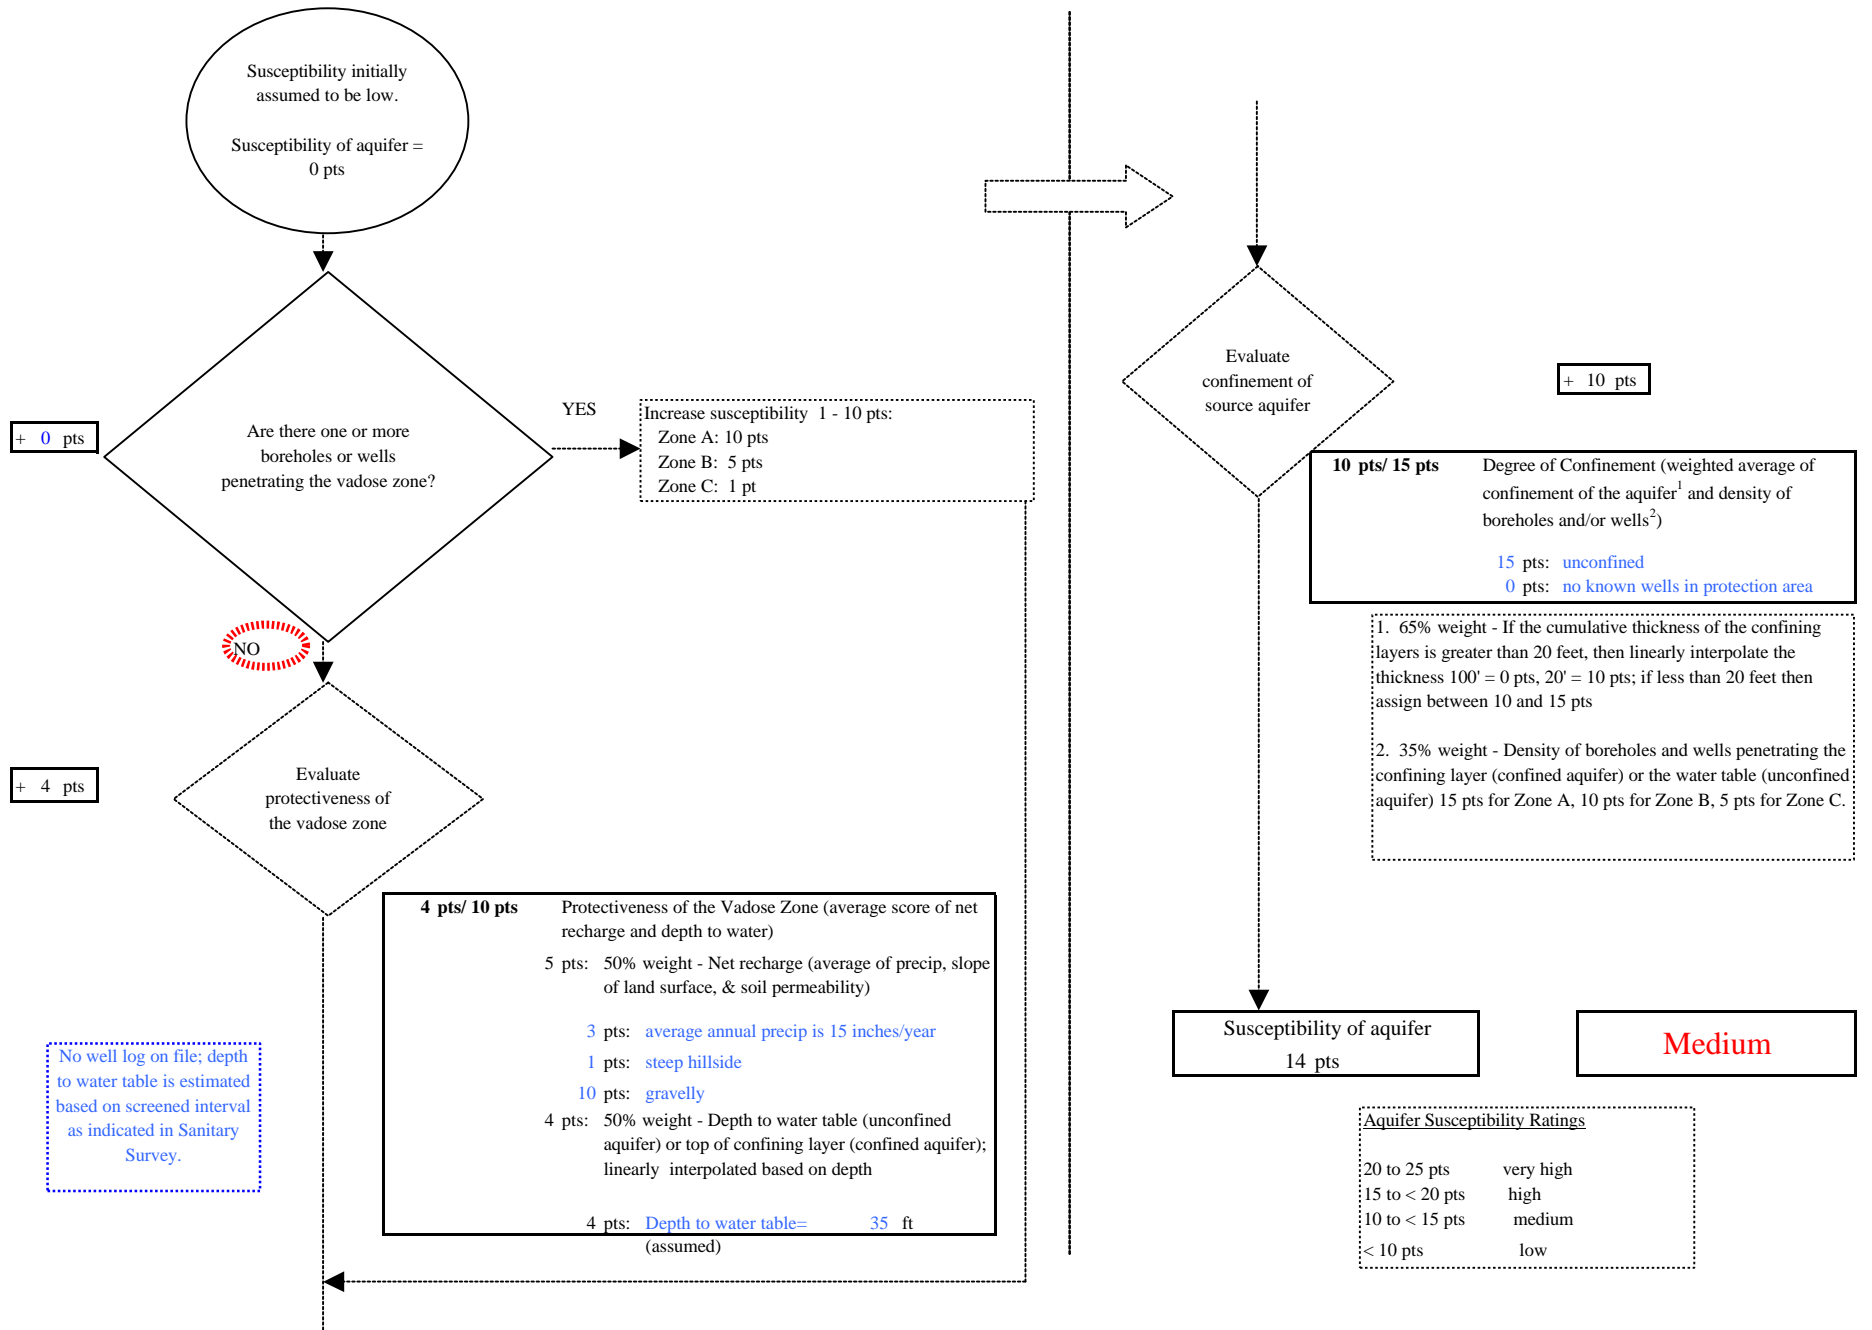 Susceptibility initially
assumed to be low.
Susceptibility of aquifer =
0 pts
+ 0 pts
Are there one or more
boreholes or wells
penetrating the vadose zone?
YES
Increase susceptibility 1 - 10 pts:
Zone A: 10 pts
Zone B: 5 pts
Zone C: 1 pt
NO
+ 4 pts
Evaluate
protectiveness of
the vadose zone
4 pts/ 10 pts Protectiveness of the Vadose Zone (average score of net
recharge and depth to water)
5 pts: 50% weight - Net recharge (average of precip, slope
of land surface, & soil permeability)
3 pts: average annual precip is 15 inches/year
1 pts: steep hillside
10 pts: gravelly
4 pts: 50% weight - Depth to water table (unconfined
aquifer) or top of confining layer (confined aquifer);
linearly interpolated based on depth
4 pts: Depth to water table= 35 ft
(assumed)
No well log on file; depth
to water table is estimated
based on screened interval
as indicated in Sanitary
Survey.
Evaluate
confinement of
source aquifer
+ 10 pts
10 pts/ 15 pts Degree of Confinement (weighted average of
confinement of the aquifer1 and density of
boreholes and/or wells2)
15 pts: unconfined
0 pts: no known wells in protection area
1. 65% weight - If the cumulative thickness of the confining
layers is greater than 20 feet, then linearly interpolate the
thickness 100' = 0 pts, 20' = 10 pts; if less than 20 feet then
assign between 10 and 15 pts
2. 35% weight - Density of boreholes and wells penetrating the
confining layer (confined aquifer) or the water table (unconfined
aquifer) 15 pts for Zone A, 10 pts for Zone B, 5 pts for Zone C.
Susceptibility of aquifer
14 pts
Medium
Aquifer Susceptibility Ratings
20 to 25 pts very high
15 to < 20 pts high
10 to < 15 pts medium
< 10 pts low